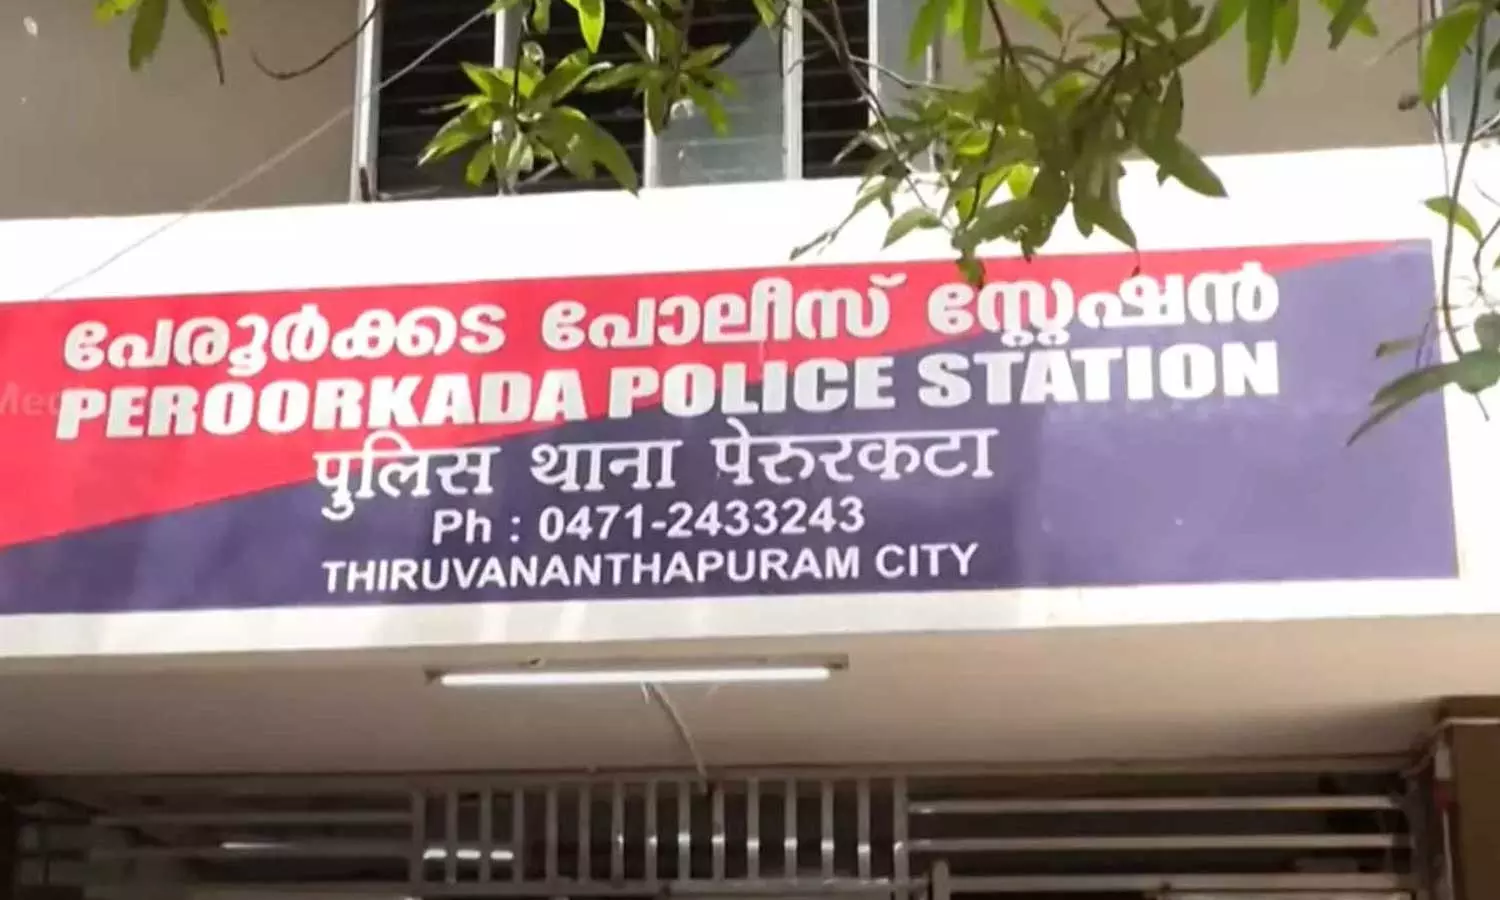 പേരൂർക്കട പോലീസ് സ്റ്റേഷൻ
PEROORKADA POLICE STATION
पुलिस थाना पेरुरकटा
Ph : 0471-2433243
THIRUVANANTHAPURAM CITY